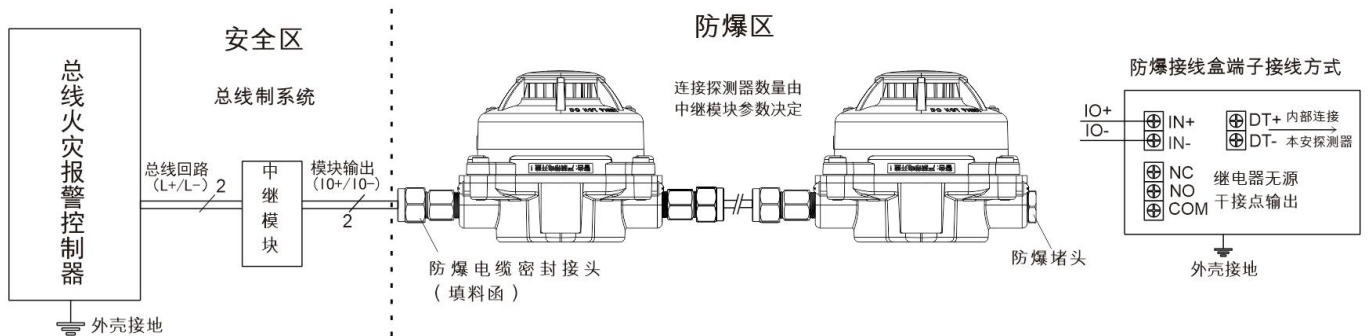 安全区
防爆区
总线火灾报警控制器
总线制系统
总线回路
（L+/L-）
2
中继模块
模块输出
（IO+/IO-）
2
外壳接地
连接探测器数量由
中继模块参数决定
防爆电缆密封接头
（填料函）
防爆堵头
防爆接线盒端子接线方式
IO+
IO-
IN+
IN-
DT+
DT-
内部连接
本安探测器
NC
NO
COM
继电器无源
干接点输出
外壳接地